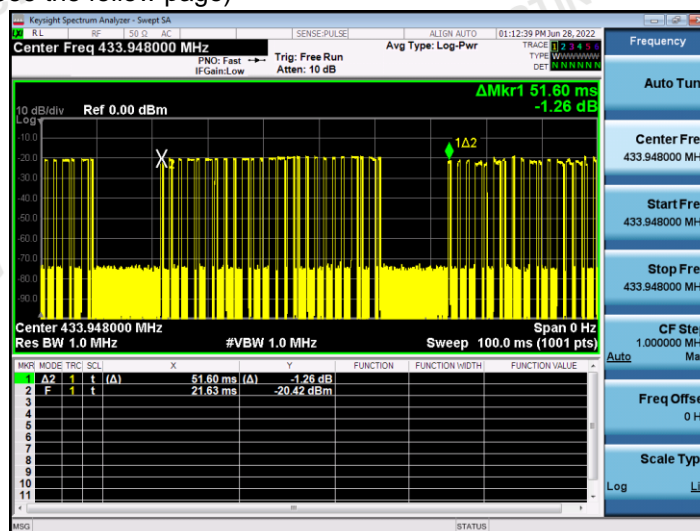 Keysight Spectrum Analyzer - Swept SA
RL RF 50 Ω AC SENSE:PULSE ALIGN AUTO 01:12:39 PM Jun 28, 2022
Center Freq 433.948000 MHz
PNO: Fast
IFGain:Low
Trig: Free Run
Atten: 10 dB
Avg Type: Log-Pwr
TRACE 1 2 3 4 5 6
TYPE WWWWWW
DET N N N N N N
ΔMkr1 51.60 ms
-1.26 dB
10 dB/div Ref 0.00 dBm
Log
-10.0
-20.0
-30.0
-40.0
-50.0
-60.0
-70.0
-80.0
-90.0
X2
1Δ2
Center 433.948000 MHz Span 0 Hz
Res BW 1.0 MHz #VBW 1.0 MHz Sweep 100.0 ms (1001 pts)
MKR MODE TRC SCL X Y FUNCTION FUNCTION WIDTH FUNCTION VALUE
1 Δ2 1 t (Δ) 51.60 ms (Δ) -1.26 dB
2 F 1 t 21.63 ms -20.42 dBm
3
4
5
6
7
8
9
10
11
MSG STATUS
Frequency
Auto Tun
Center Fre
433.948000 MH
Start Fre
433.948000 MH
Stop Fre
433.948000 MH
CF Step
1.000000 MH
Auto Ma
Freq Offse
0 H
Scale Typ
Log Li